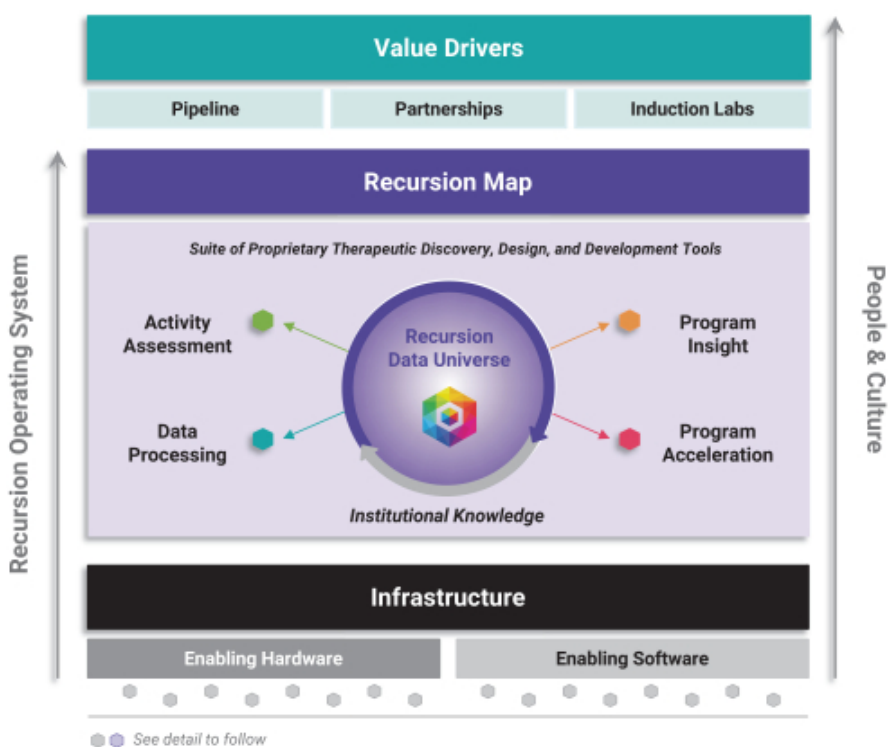 Value Drivers
Pipeline
Partnerships
Induction Labs
Recursion Map
Suite of Proprietary Therapeutic Discovery, Design, and Development Tools
Activity
Assessment
Recursion
Data Universe
Program
Insight
Data
Processing
Program
Acceleration
Institutional Knowledge
Infrastructure
Enabling Hardware
Enabling Software
See detail to follow
Recursion Operating System
People & Culture